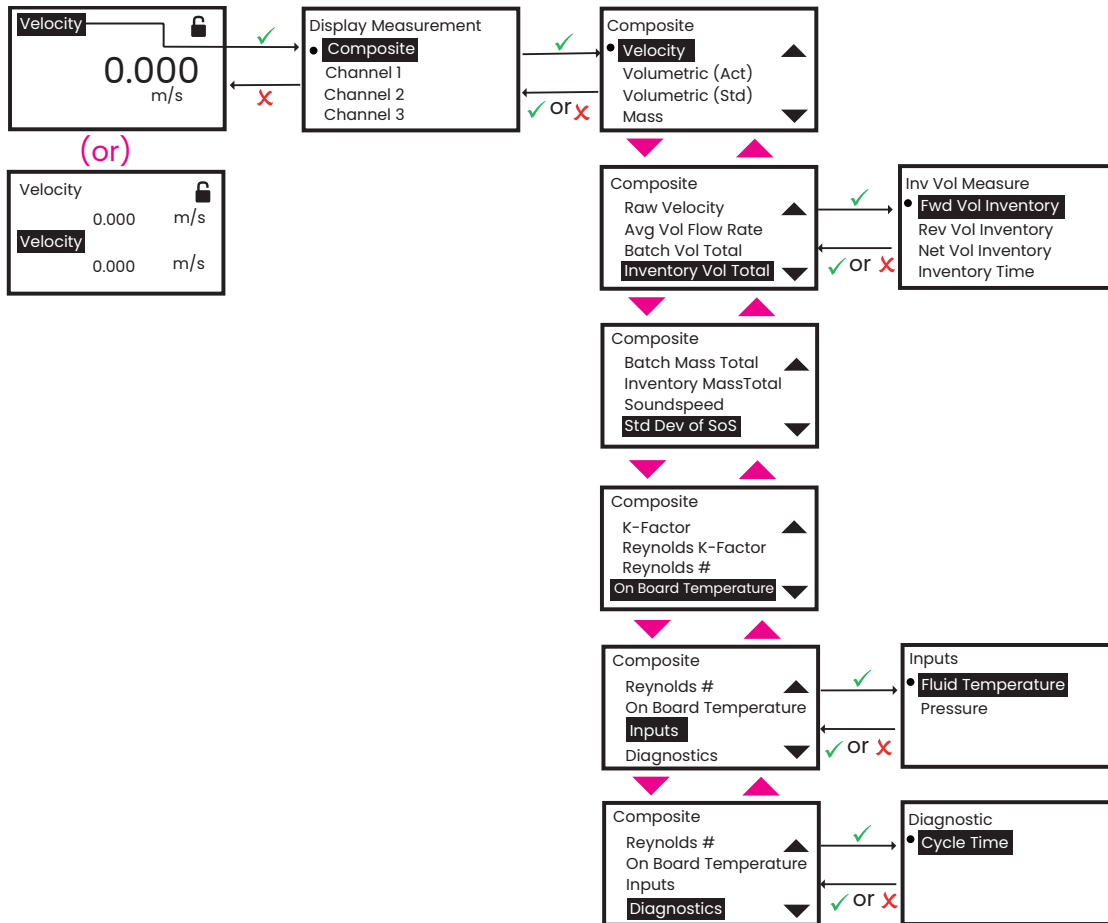 Velocity
0.000
m/s
(or)
Velocity
0.000 m/s
Velocity
0.000 m/s
Display Measurement
Composite
Channel 1
Channel 2
Channel 3
or
Composite
Velocity
Volumetric (Act)
Volumetric (Std)
Mass
Composite
Raw Velocity
Avg Vol Flow Rate
Batch Vol Total
Inventory Vol Total
or
Inv Vol Measure
Fwd Vol Inventory
Rev Vol Inventory
Net Vol Inventory
Inventory Time
Composite
Batch Mass Total
Inventory MassTotal
Soundspeed
Std Dev of SoS
Composite
K-Factor
Reynolds K-Factor
Reynolds #
On Board Temperature
Composite
Reynolds #
On Board Temperature
Inputs
Diagnostics
or
Inputs
Fluid Temperature
Pressure
Composite
Reynolds #
On Board Temperature
Inputs
Diagnostics
or
Diagnostic
Cycle Time